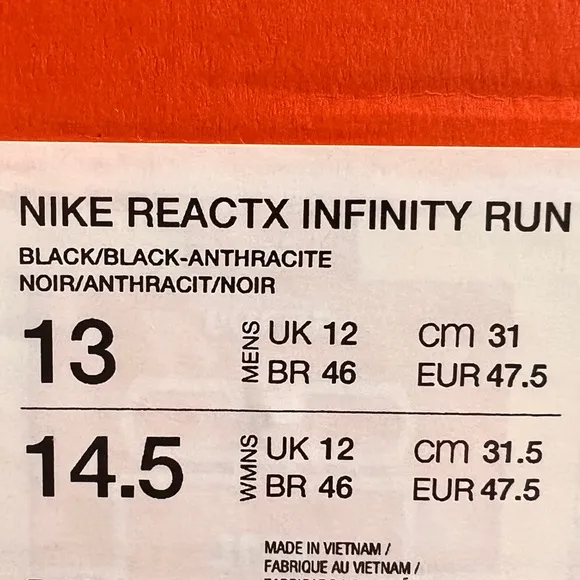 NIKE REACTX INFINITY RUN
BLACK/BLACK-ANTHRACITE
NOIR/ANTHRACIT/NOIR
13 MENS UK 12 cm 31
BR 46 EUR 47.5
14.5 WMNS UK 12 cm 31.5
BR 46 EUR 47.5
MADE IN VIETNAM /
FABRIQUE AU VIETNAM /